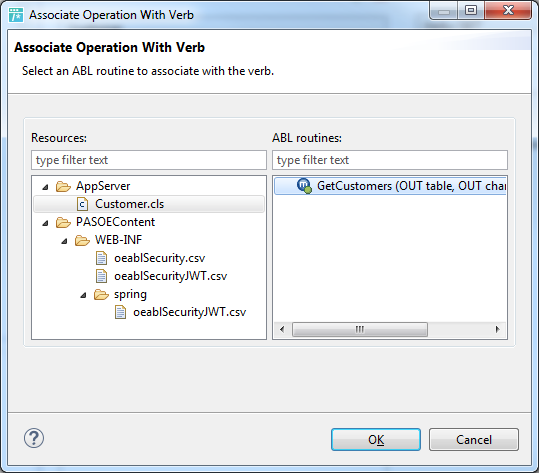 Associate Operation With Verb
Associate Operation With Verb
Select an ABL routine to associate with the verb.
Resources:
ABL routines:
type filter text
type filter text
AppServer
Customer.cls
PASOEContent
WEB-INF
oeablSecurity.csv
oeablSecurityJWT.csv
spring
oeablSecurityJWT.csv
GetCustomers (OUT table, OUT char
OK
Cancel